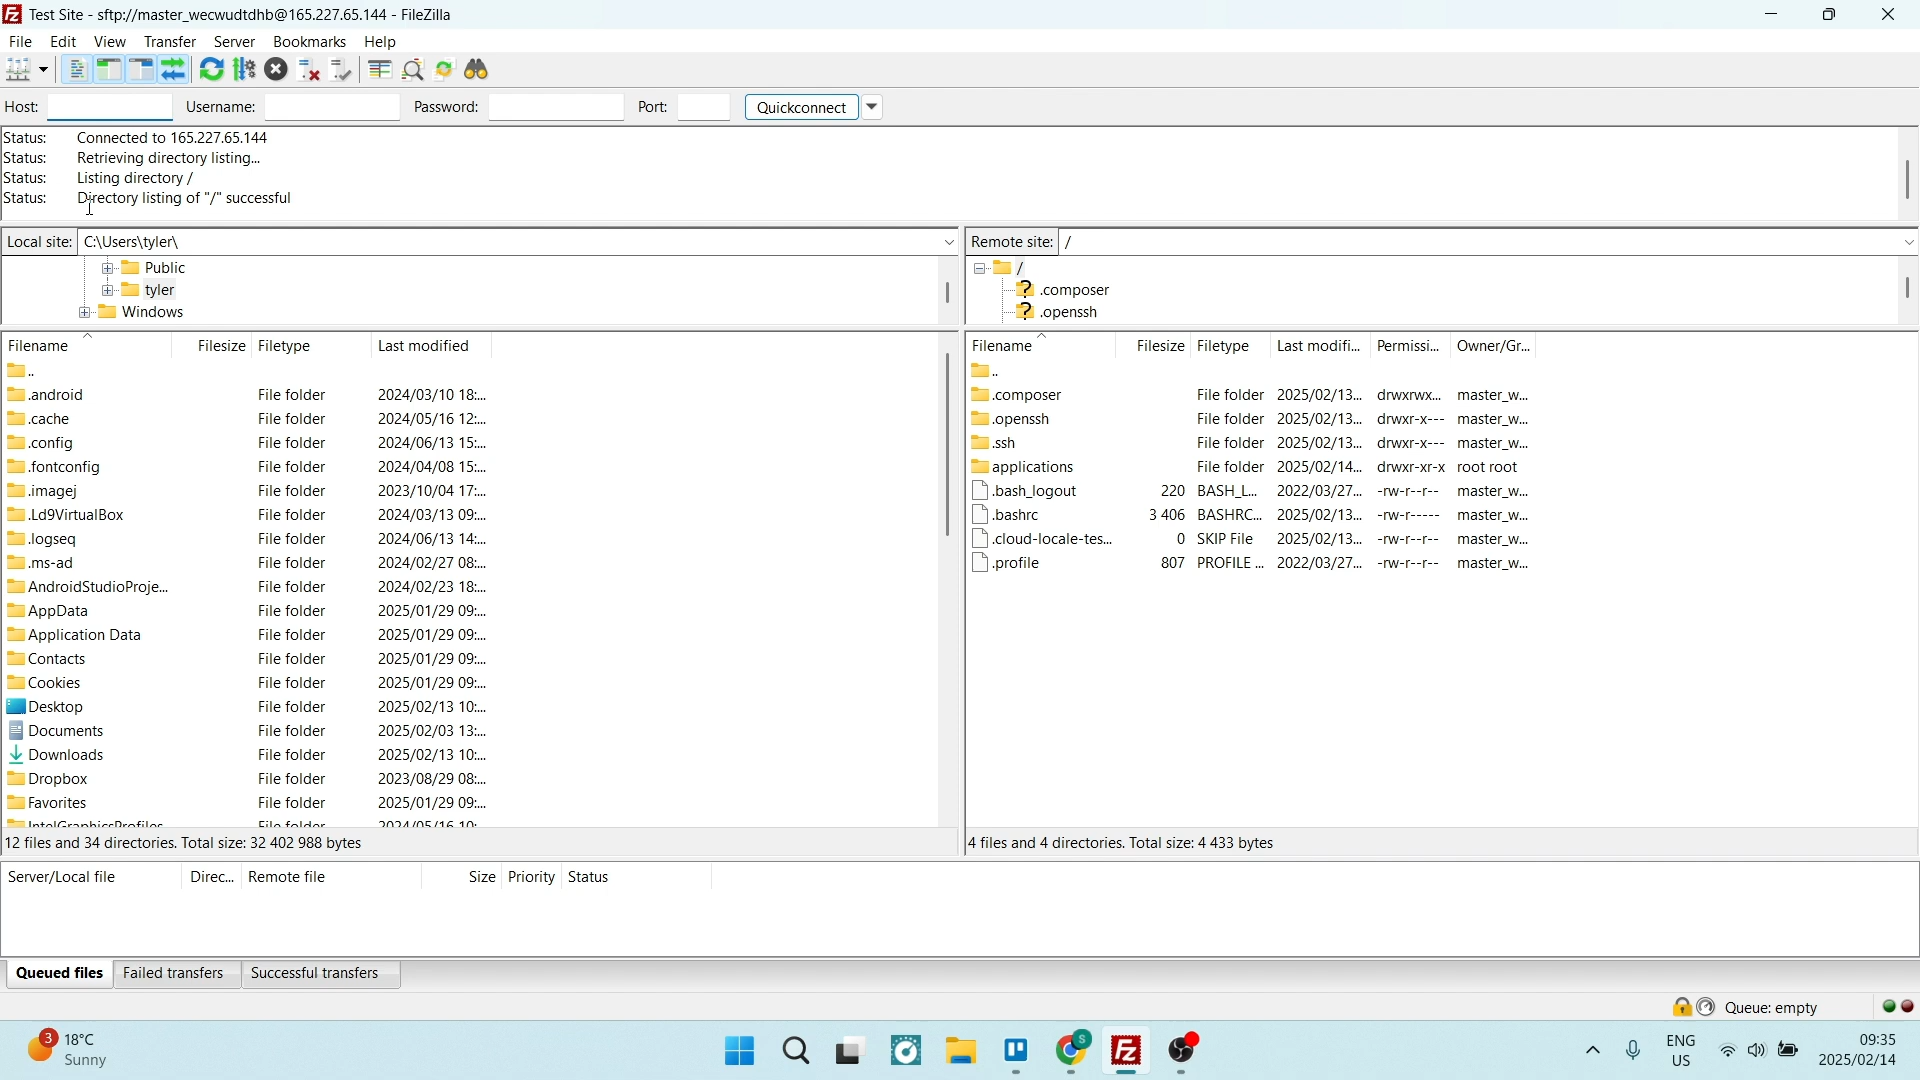 Test Site - sftp://master_wecwudtdhb@165.227.65.144 - FileZilla
File Edit View Transfer Server Bookmarks Help
Host: Username: Password: Port: Quickconnect
Status: Connected to 165.227.65.144
Status: Retrieving directory listing...
Status: Listing directory /
Status: Directory listing of "/" successful
Local site: C:\Users\tyler\
Public
tyler
Windows
Filename Filesize Filetype Last modified
..
.android File folder 2024/03/10 18:...
.cache File folder 2024/05/16 12:...
.config File folder 2024/06/13 15:...
.fontconfig File folder 2024/04/08 15:...
.imagej File folder 2023/10/04 17:...
.Ld9VirtualBox File folder 2024/03/13 09:...
.logseq File folder 2024/06/13 14:...
.ms-ad File folder 2024/02/27 08:...
AndroidStudioProje... File folder 2024/02/23 18:...
AppData File folder 2025/01/29 09:...
Application Data File folder 2025/01/29 09:...
Contacts File folder 2025/01/29 09:...
Cookies File folder 2025/01/29 09:...
Desktop File folder 2025/02/13 10:...
Documents File folder 2025/02/03 13:...
Downloads File folder 2025/02/13 10:...
Dropbox File folder 2023/08/29 08:...
Favorites File folder 2025/01/29 09:...
IntelGraphicsProfiles File folder 2024/05/16 10:...
12 files and 34 directories. Total size: 32 402 988 bytes
Remote site: /
/
.composer
.openssh
Filename Filesize Filetype Last modifi... Permissi... Owner/Gr...
..
.composer File folder 2025/02/13... drwxrwx... master_w...
.openssh File folder 2025/02/13... drwxr-x--- master_w...
.ssh File folder 2025/02/13... drwxr-x--- master_w...
applications File folder 2025/02/14... drwxr-xr-x root root
.bash_logout 220 BASH_L... 2022/03/27... -rw-r--r-- master_w...
.bashrc 3 406 BASHRC... 2025/02/13... -rw-r----- master_w...
.cloud-locale-tes... 0 SKIP File 2025/02/13... -rw-r--r-- master_w...
.profile 807 PROFILE ... 2022/03/27... -rw-r--r-- master_w...
4 files and 4 directories. Total size: 4 433 bytes
Server/Local file Direc... Remote file Size Priority Status
Queued files Failed transfers Successful transfers
Queue: empty
3 18°C
Sunny
S
ENG
US
09:35
2025/02/14